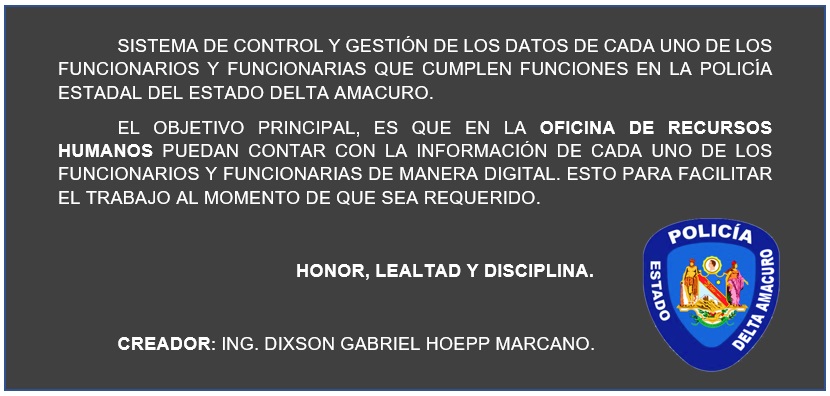 SISTEMA DE CONTROL Y GESTIÓN DE LOS DATOS DE CADA UNO DE LOS
FUNCIONARIOS Y FUNCIONARIAS QUE CUMPLEN FUNCIONES EN LA POLICÍA
ESTADAL DEL ESTADO DELTA AMACURO.
EL OBJETIVO PRINCIPAL, ES QUE EN LA OFICINA DE RECURSOS
HUMANOS PUEDAN CONTAR CON LA INFORMACIÓN DE CADA UNO DE LOS
FUNCIONARIOS Y FUNCIONARIAS DE MANERA DIGITAL. ESTO PARA FACILITAR
EL TRABAJO AL MOMENTO DE QUE SEA REQUERIDO.
HONOR, LEALTAD Y DISCIPLINA.
CREADOR: ING. DIXSON GABRIEL HOEPP MARCANO.
POLICÍA
ESTADO
DELTA AMACURO